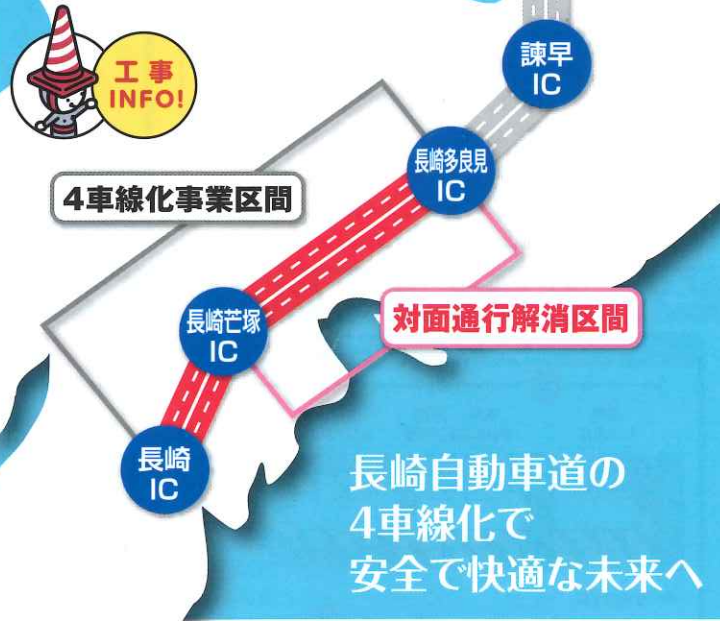 工事
INFO!
諫早
IC
長崎多良見
IC
4車線化事業区間
対面通行解消区間
長崎芒塚
IC
長崎
IC
長崎自動車道の
4車線化で
安全で快適な未来へ